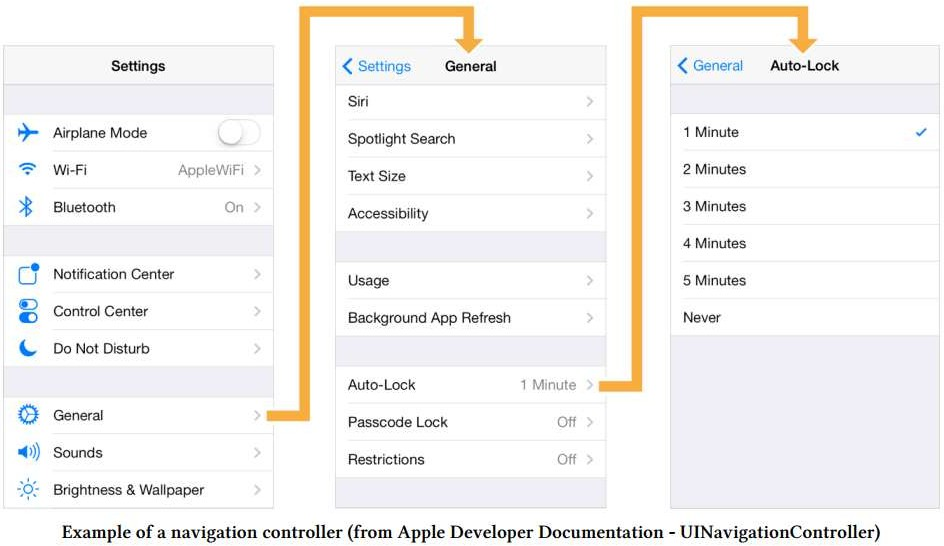 Settings
Airplane Mode
Wi-Fi AppleWiFi
Bluetooth On
Notification Center
Control Center
Do Not Disturb
General
Sounds
Brightness & Wallpaper
Settings General
Siri
Spotlight Search
Text Size
Accessibility
Usage
Background App Refresh
Auto-Lock 1 Minute
Passcode Lock Off
Restrictions Off
General Auto-Lock
1 Minute
2 Minutes
3 Minutes
4 Minutes
5 Minutes
Never
Example of a navigation controller (from Apple Developer Documentation - UINavigationController)